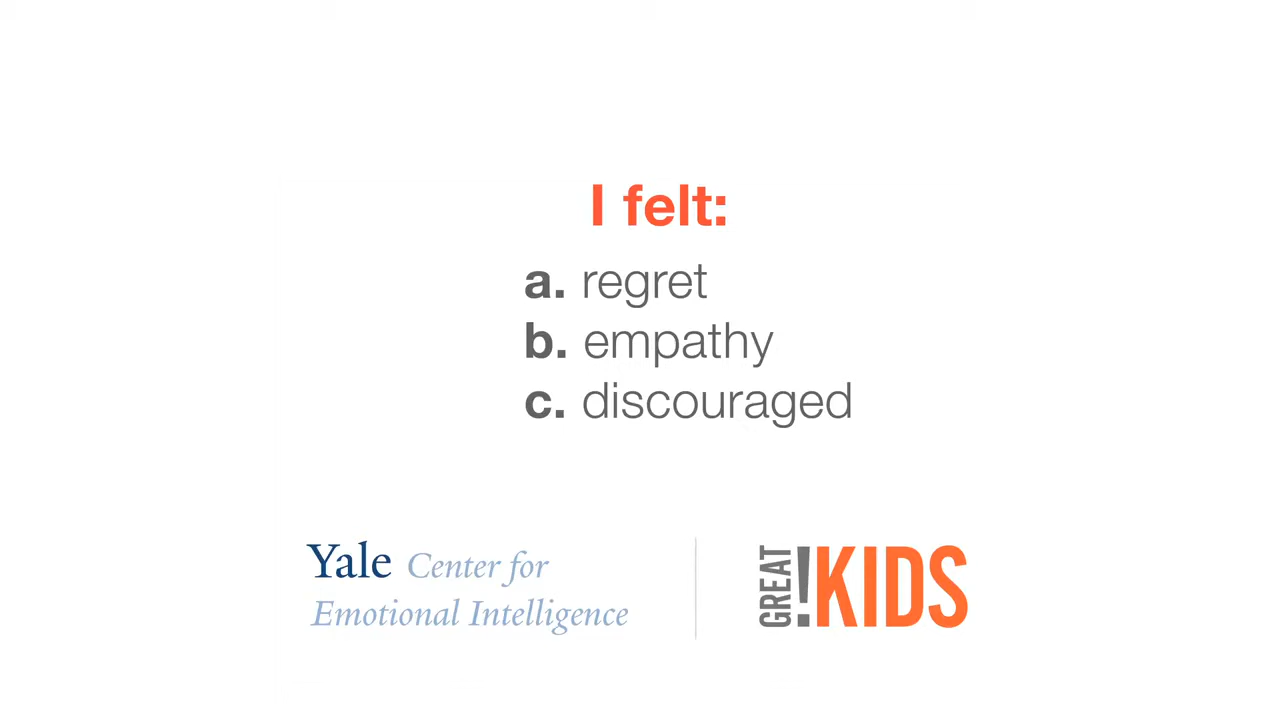 I felt:
a. regret
b. empathy
c. discouraged
Yale Center for
Emotional Intelligence
GREAT!KIDS